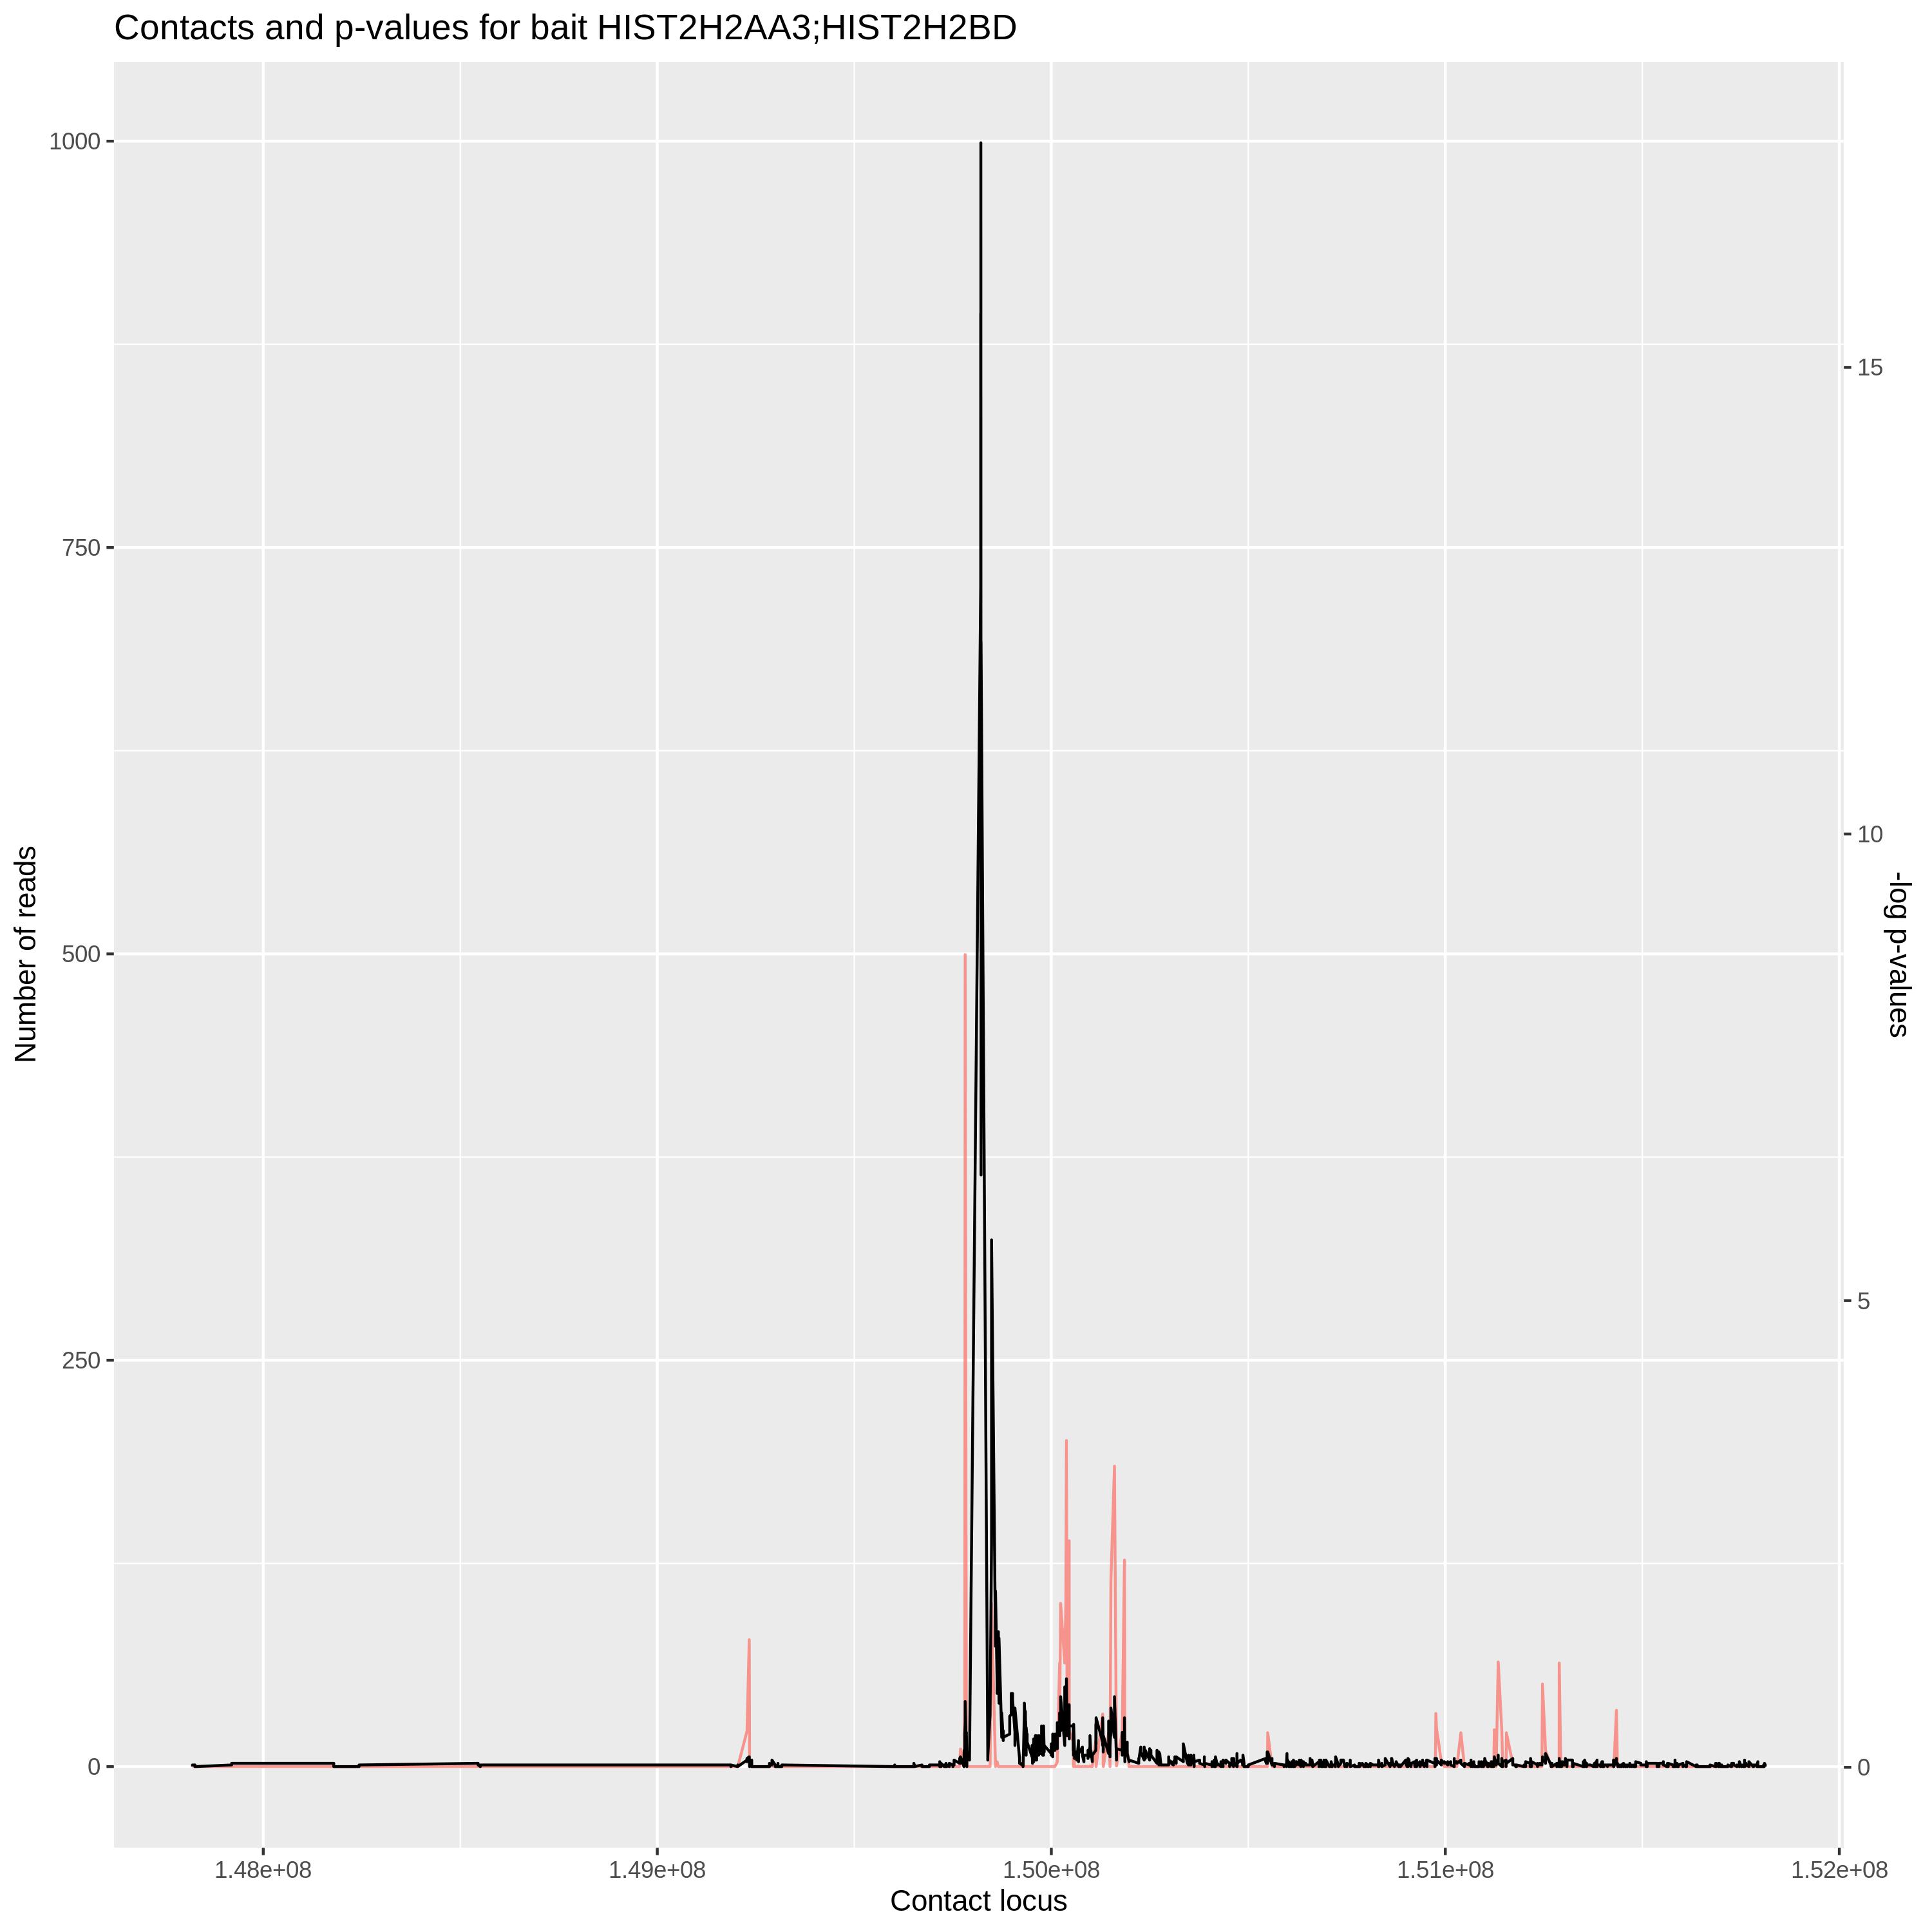 Contacts and p-values for bait HIST2H2AA3;HIST2H2BD
1000
750
500
250
0
Number of reads
15
10
5
0
-log p-values
1.48e+08
1.49e+08
1.50e+08
1.51e+08
1.52e+08
Contact locus